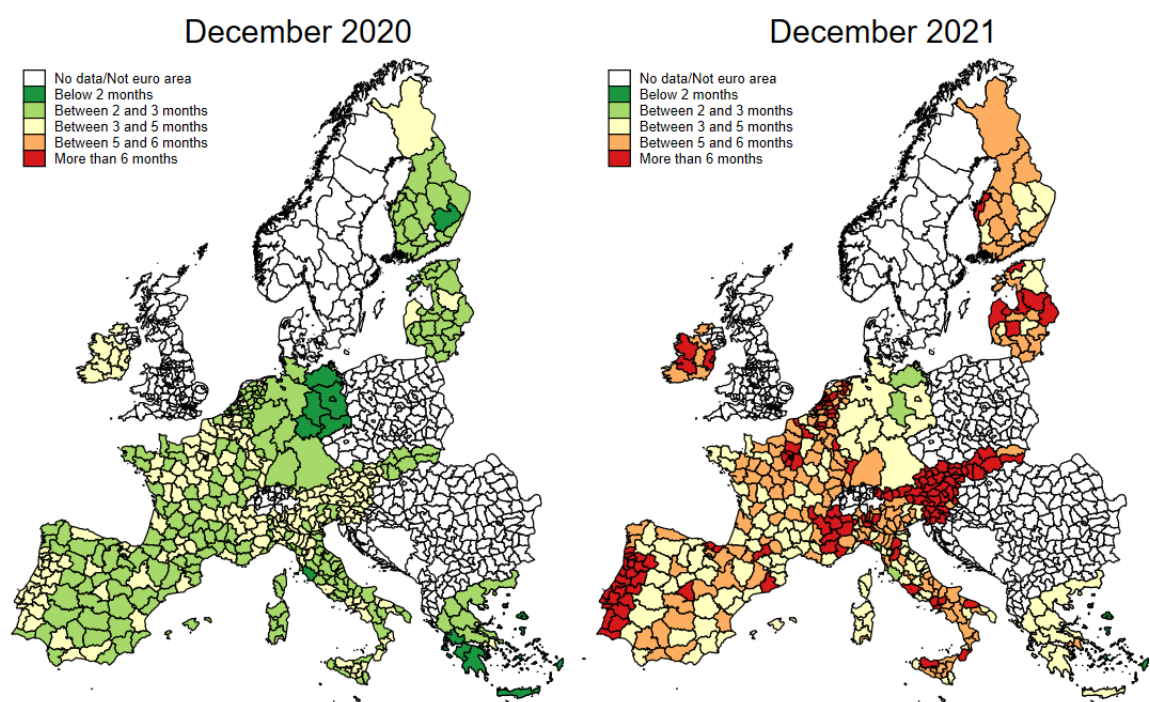 December 2020
No data/Not euro area
Below 2 months
Between 2 and 3 months
Between 3 and 5 months
Between 5 and 6 months
More than 6 months
December 2021
No data/Not euro area
Below 2 months
Between 2 and 3 months
Between 3 and 5 months
Between 5 and 6 months
More than 6 months